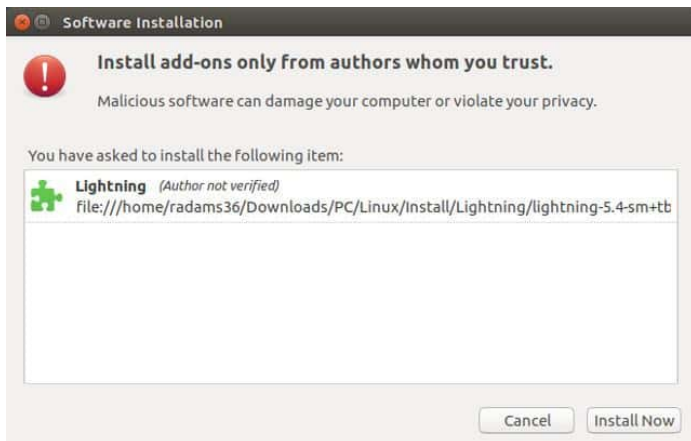 Software Installation
Install add-ons only from authors whom you trust.
Malicious software can damage your computer or violate your privacy.
You have asked to install the following item:
Lightning (Author not verified)
file:///home/radams36/Downloads/PC/Linux/Install/Lightning/lightning-5.4-sm+tb
Cancel Install Now